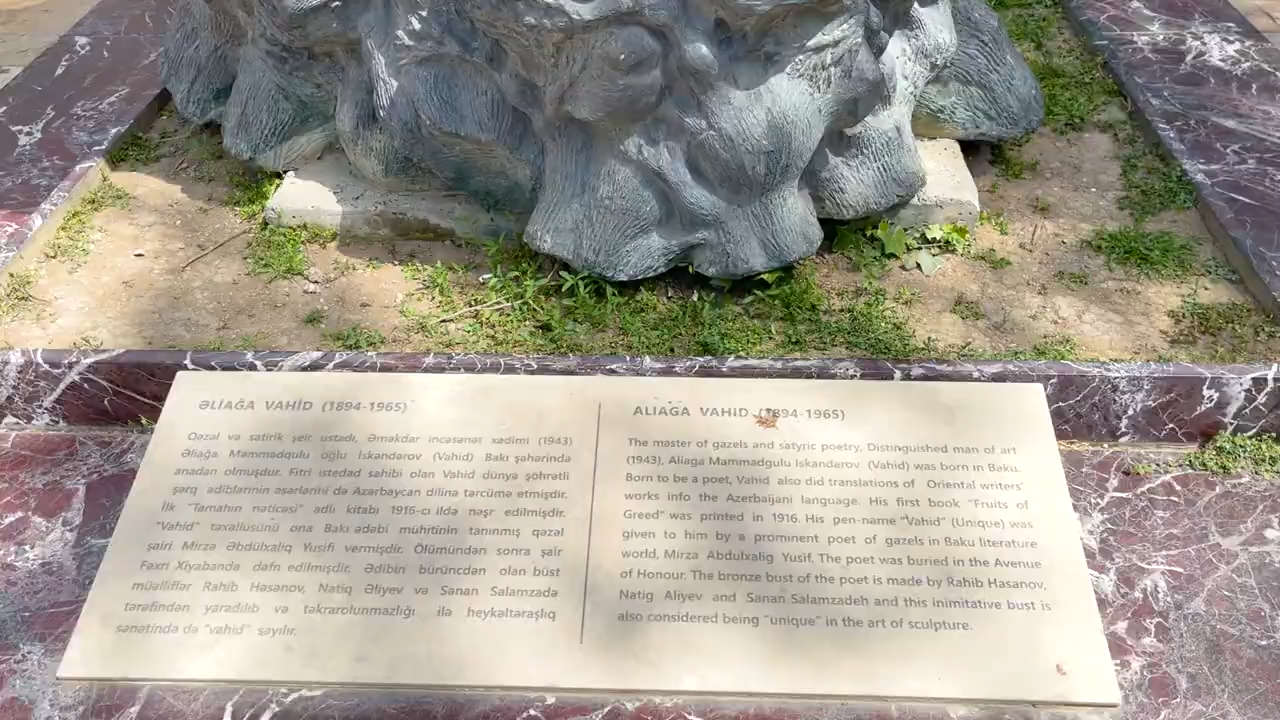 ƏLİAĞA VAHİD (1894-1965)
Qəzəl və satirik şeir ustadı, Əməkdar incəsənət xadimi (1943)
Əliağa Məmmədqulu oğlu İskəndərov (Vahid) Bakı şəhərində
anadan olmuşdur. Fitri istedad sahibi olan Vahid dünya şöhrətli
şərq ədiblərinin əsərlərini də Azərbaycan dilinə tərcümə etmişdir.
İlk "Tamahın nəticəsi" adlı kitabı 1916-cı ildə nəşr edilmişdir.
"Vahid" təxəllüsünü ona Bakı ədəbi mühitinin tanınmış qəzəl
şairi Mirzə Əbdülxaliq Yusifi vermişdir. Ölümündən sonra şair
Fəxri Xiyabanda dəfn edilmişdir. Ədibin bürüncdən olan büst
müəlliflər Rahib Həsənov, Natiq Əliyev və Sənan Salamzadə
tərəfindən yaradılıb və təkrarolunmazlığı ilə heykəltəraşlıq
sənətində də "vahid" sayılır.
ALIAGA VAHID (1894-1965)
The master of gazels and satyric poetry, Distinguished man of art
(1943), Aliaga Mammadgulu Iskandarov (Vahid) was born in Baku.
Born to be a poet, Vahid also did translations of Oriental writers'
works info the Azerbaijani language. His first book "Fruits of
Greed" was printed in 1916. His pen-name "Vahid" (Unique) was
given to him by a prominent poet of gazels in Baku literature
world, Mirza Abdulxalig Yusif. The poet was buried in the Avenue
of Honour. The bronze bust of the poet is made by Rahib Hasanov,
Natig Aliyev and Sanan Salamzadeh and this inimitative bust is
also considered being "unique" in the art of sculpture.